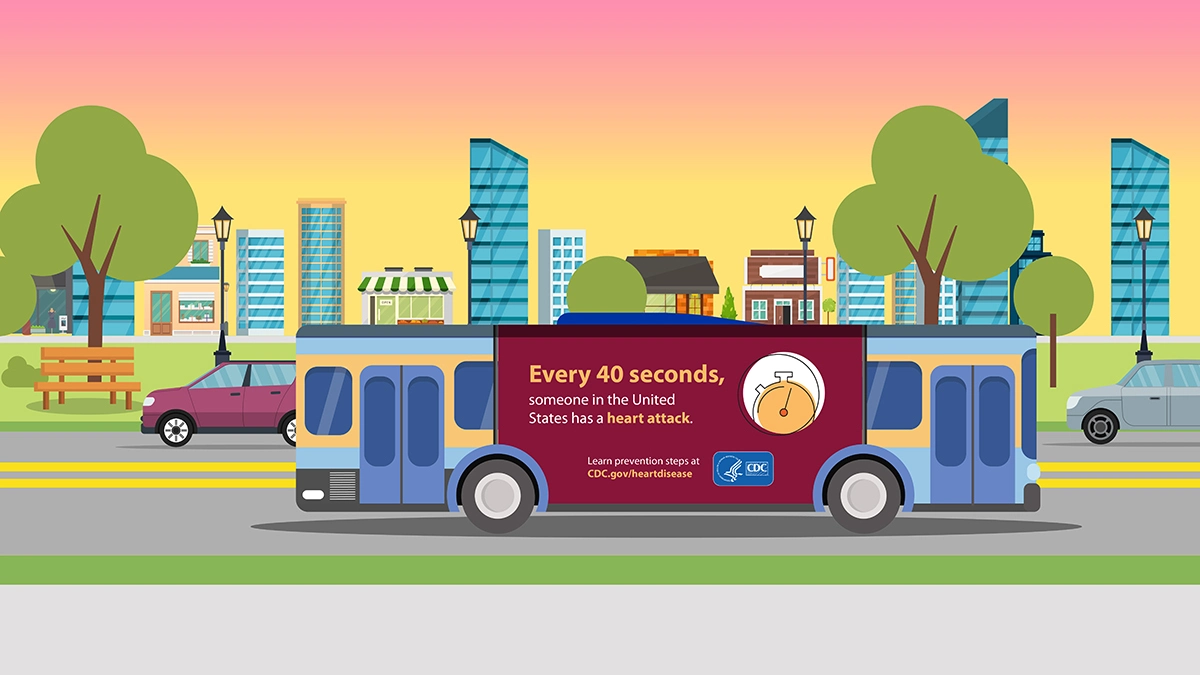 OPEN
Every 40 seconds,
someone in the United
States has a heart attack.
Learn prevention steps at
CDC.gov/heartdisease
CDC